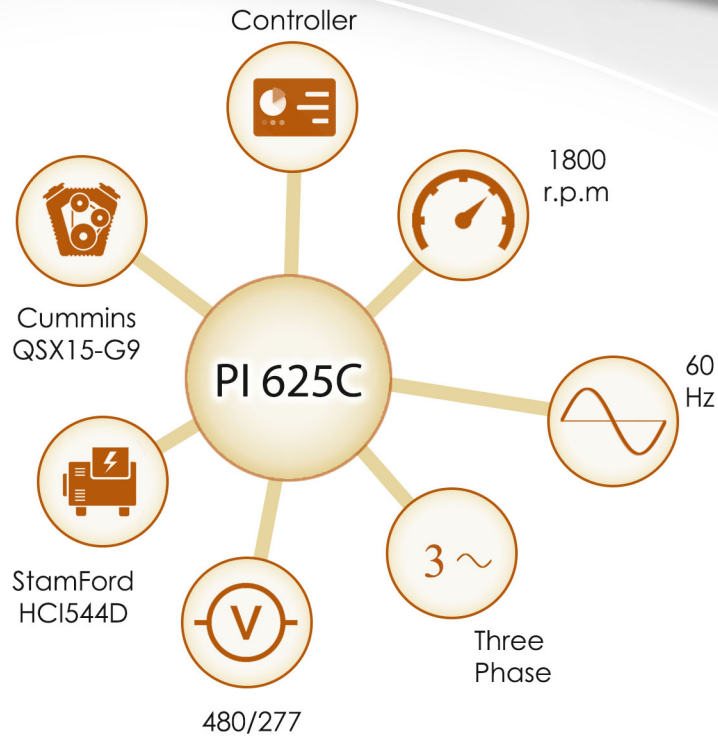 Controller
1800
r.p.m
Cummins
QSX15-G9
PI 625C
60
Hz
3 ~
StamFord
HCI544D
V
Three
Phase
480/277